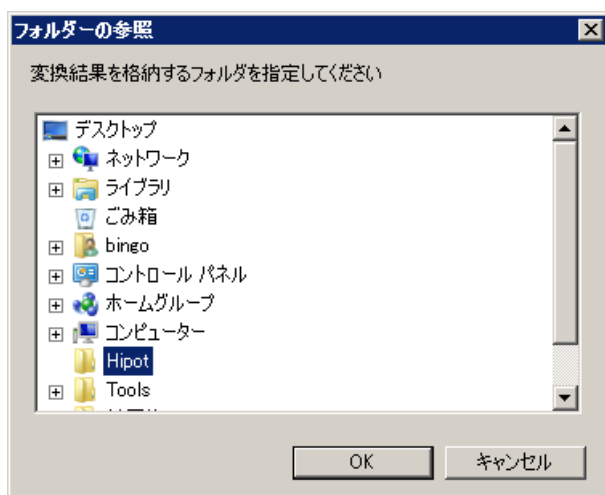 フォルダーの参照
変換結果を格納するフォルダを指定してください
デスクトップ
ネットワーク
ライブラリ
ごみ箱
bingo
コントロール パネル
ホームグループ
コンピューター
Hipot
Tools
OK
キャンセル